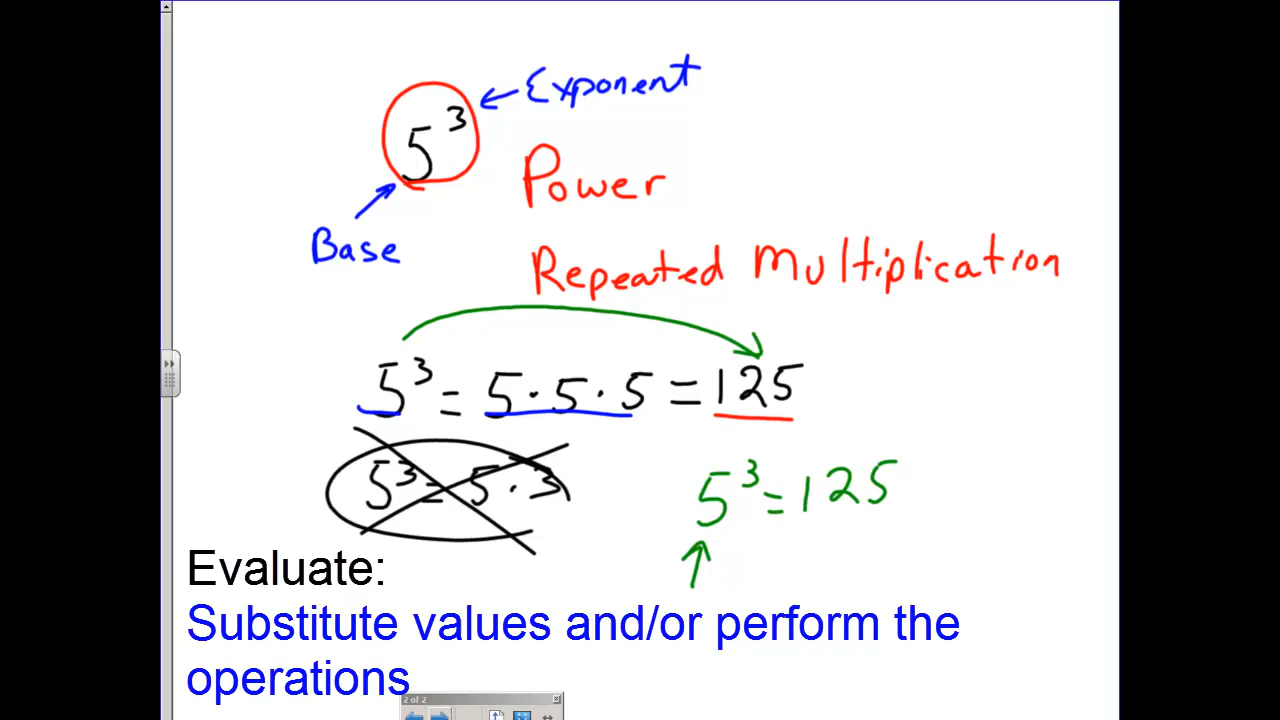 5³ ← Exponent
Power
Base
Repeated Multiplication
5³ = 5 · 5 · 5 = 125
5³ = 5 · 3
5³ = 125
Evaluate:
Substitute values and/or perform the
operations
2 of 2